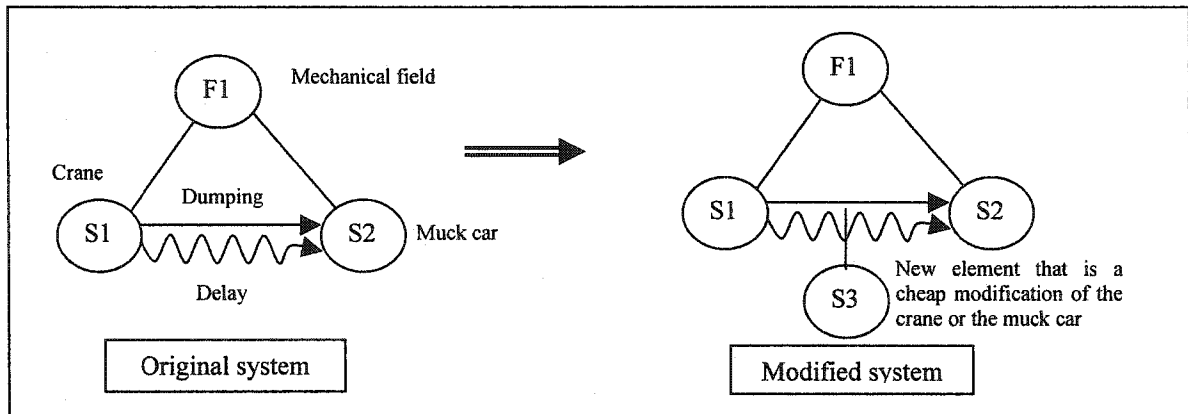 F1
Mechanical field
Crane
Dumping
S1
S2
Muck car
Delay
Original system
F1
S1
S2
S3
New element that is a
cheap modification of the
crane or the muck car
Modified system